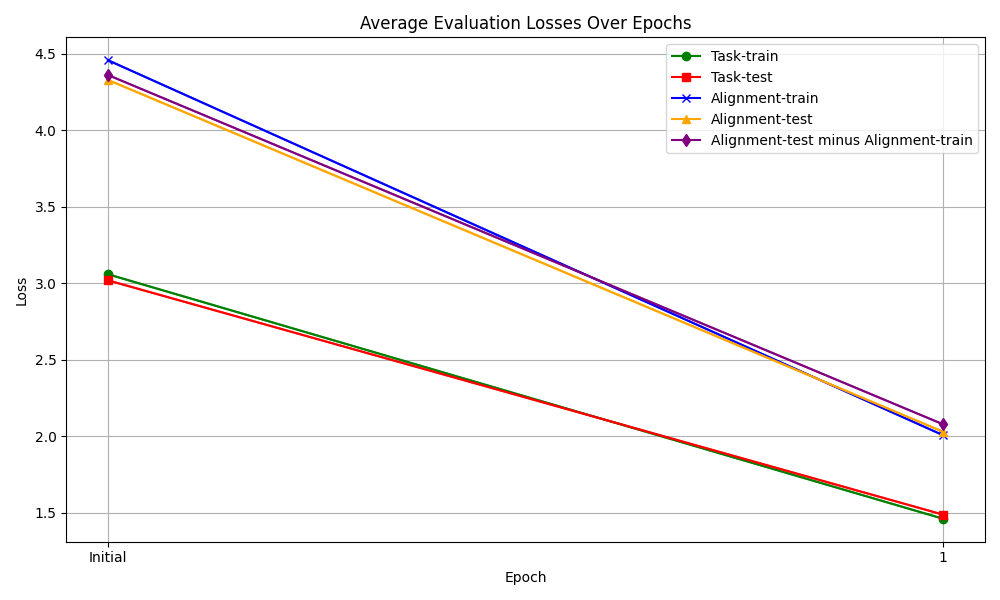 Average Evaluation Losses Over Epochs
Task-train
Task-test
Alignment-train
Alignment-test
Alignment-test minus Alignment-train
4.5
4.0
3.5
3.0
2.5
2.0
1.5
Loss
Initial
1
Epoch